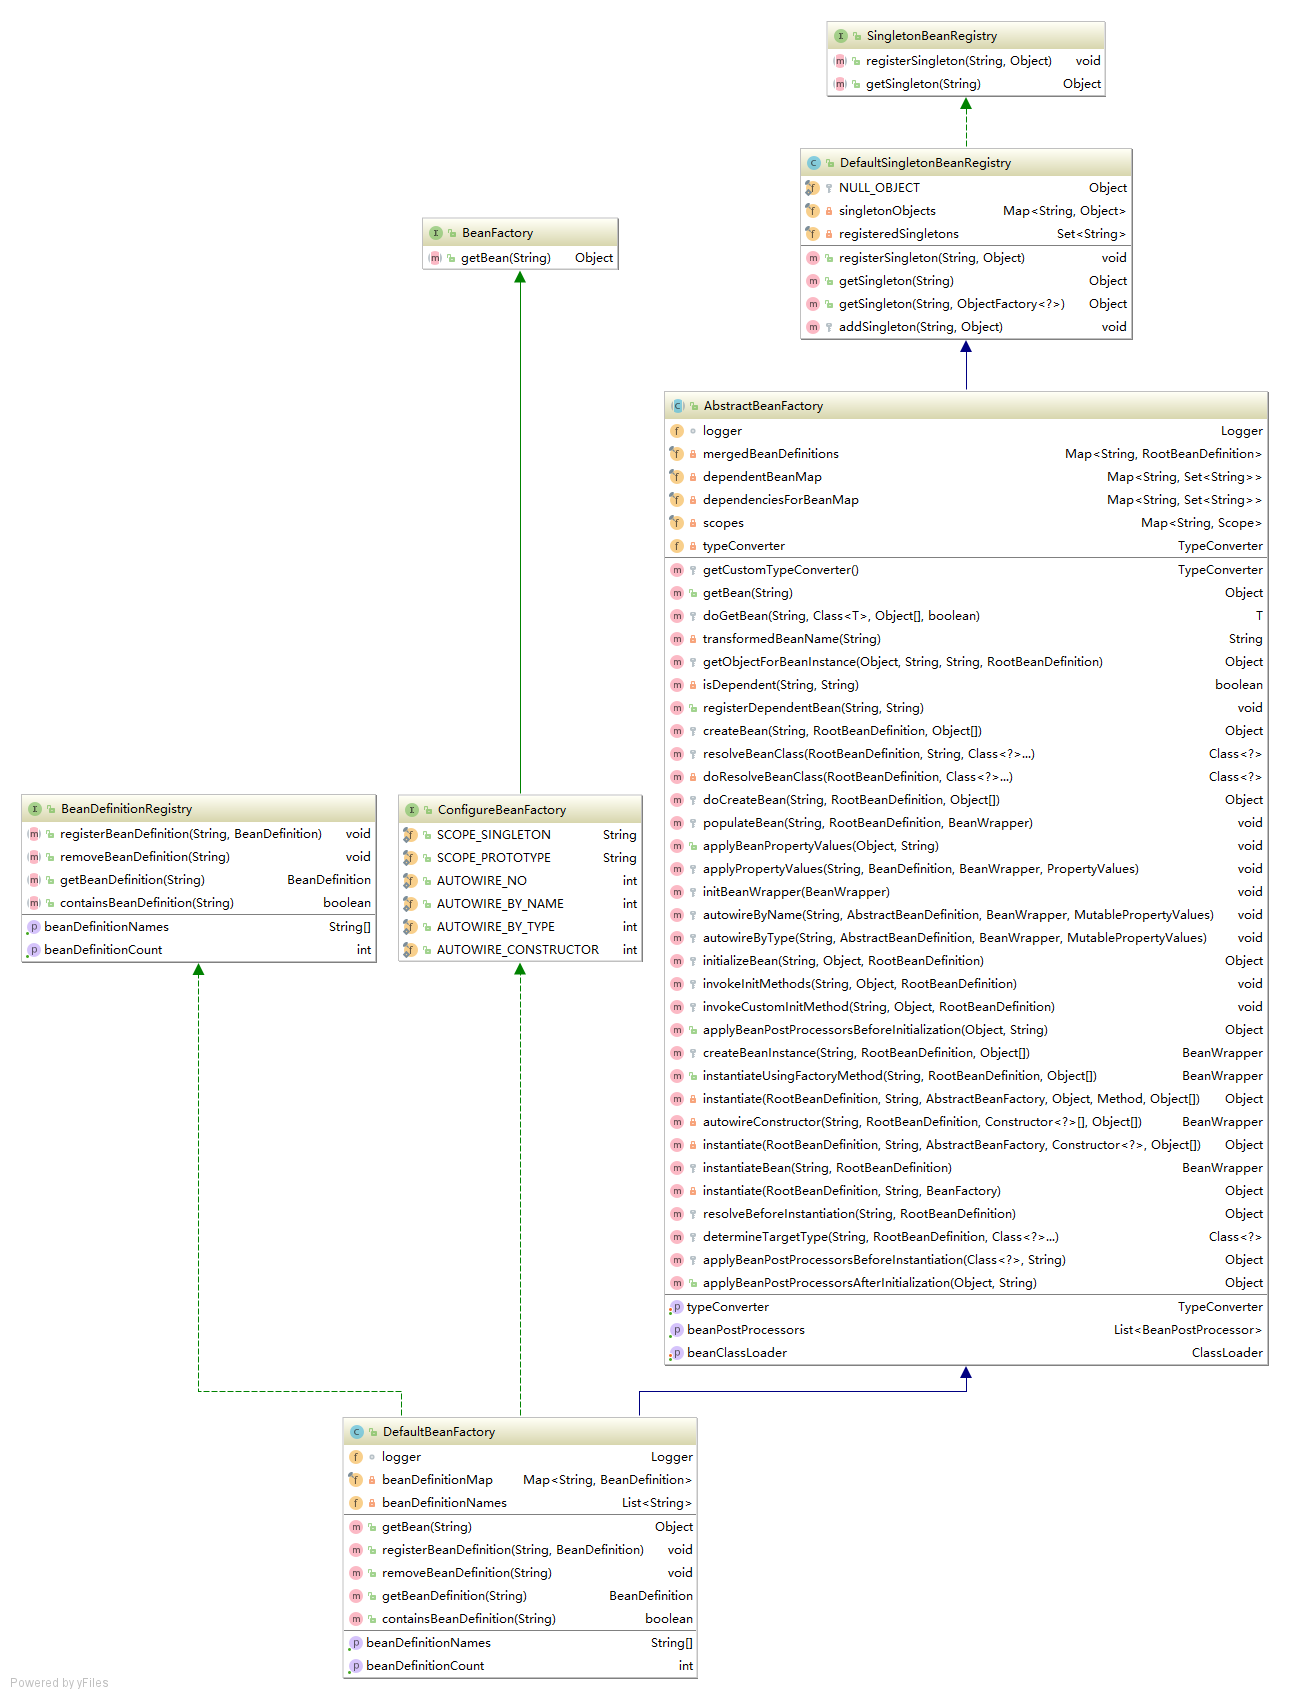 SingletonBeanRegistry
registerSingleton(String, Object) void
getSingleton(String) Object
DefaultSingletonBeanRegistry
NULL_OBJECT Object
singletonObjects Map<String, Object>
registeredSingletons Set<String>
registerSingleton(String, Object) void
getSingleton(String) Object
getSingleton(String, ObjectFactory<?>) Object
addSingleton(String, Object) void
BeanFactory
getBean(String) Object
AbstractBeanFactory
logger Logger
mergedBeanDefinitions Map<String, RootBeanDefinition>
dependentBeanMap Map<String, Set<String>>
dependenciesForBeanMap Map<String, Set<String>>
scopes Map<String, Scope>
typeConverter TypeConverter
getCustomTypeConverter() TypeConverter
getBean(String) Object
doGetBean(String, Class<T>, Object[], boolean) T
transformedBeanName(String) String
getObjectForBeanInstance(Object, String, String, RootBeanDefinition) Object
isDependent(String, String) boolean
registerDependentBean(String, String) void
createBean(String, RootBeanDefinition, Object[]) Object
resolveBeanClass(RootBeanDefinition, String, Class<?>...) Class<?>
doResolveBeanClass(RootBeanDefinition, Class<?>...) Class<?>
doCreateBean(String, RootBeanDefinition, Object[]) Object
populateBean(String, RootBeanDefinition, BeanWrapper) void
applyBeanPropertyValues(Object, String) void
applyPropertyValues(String, BeanDefinition, BeanWrapper, PropertyValues) void
initBeanWrapper(BeanWrapper) void
autowireByName(String, AbstractBeanDefinition, BeanWrapper, MutablePropertyValues) void
autowireByType(String, AbstractBeanDefinition, BeanWrapper, MutablePropertyValues) void
initializeBean(String, Object, RootBeanDefinition) Object
invokeInitMethods(String, Object, RootBeanDefinition) void
invokeCustomInitMethod(String, Object, RootBeanDefinition) void
applyBeanPostProcessorsBeforeInitialization(Object, String) Object
createBeanInstance(String, RootBeanDefinition, Object[]) BeanWrapper
instantiateUsingFactoryMethod(String, RootBeanDefinition, Object[]) BeanWrapper
instantiate(RootBeanDefinition, String, AbstractBeanFactory, Object, Method, Object[]) Object
autowireConstructor(String, RootBeanDefinition, Constructor<?>[], Object[]) BeanWrapper
instantiate(RootBeanDefinition, String, AbstractBeanFactory, Constructor<?>, Object[]) Object
instantiateBean(String, RootBeanDefinition) BeanWrapper
instantiate(RootBeanDefinition, String, BeanFactory) Object
resolveBeforeInstantiation(String, RootBeanDefinition) Object
determineTargetType(String, RootBeanDefinition, Class<?>...) Class<?>
applyBeanPostProcessorsBeforeInstantiation(Class<?>, String) Object
applyBeanPostProcessorsAfterInitialization(Object, String) Object
typeConverter TypeConverter
beanPostProcessors List<BeanPostProcessor>
beanClassLoader ClassLoader
BeanDefinitionRegistry
registerBeanDefinition(String, BeanDefinition) void
removeBeanDefinition(String) void
getBeanDefinition(String) BeanDefinition
containsBeanDefinition(String) boolean
beanDefinitionNames String[]
beanDefinitionCount int
ConfigureBeanFactory
SCOPE_SINGLETON String
SCOPE_PROTOTYPE String
AUTOWIRE_NO int
AUTOWIRE_BY_NAME int
AUTOWIRE_BY_TYPE int
AUTOWIRE_CONSTRUCTOR int
DefaultBeanFactory
logger Logger
beanDefinitionMap Map<String, BeanDefinition>
beanDefinitionNames List<String>
getBean(String) Object
registerBeanDefinition(String, BeanDefinition) void
removeBeanDefinition(String) void
getBeanDefinition(String) BeanDefinition
containsBeanDefinition(String) boolean
beanDefinitionNames String[]
beanDefinitionCount int
Powered by yFiles